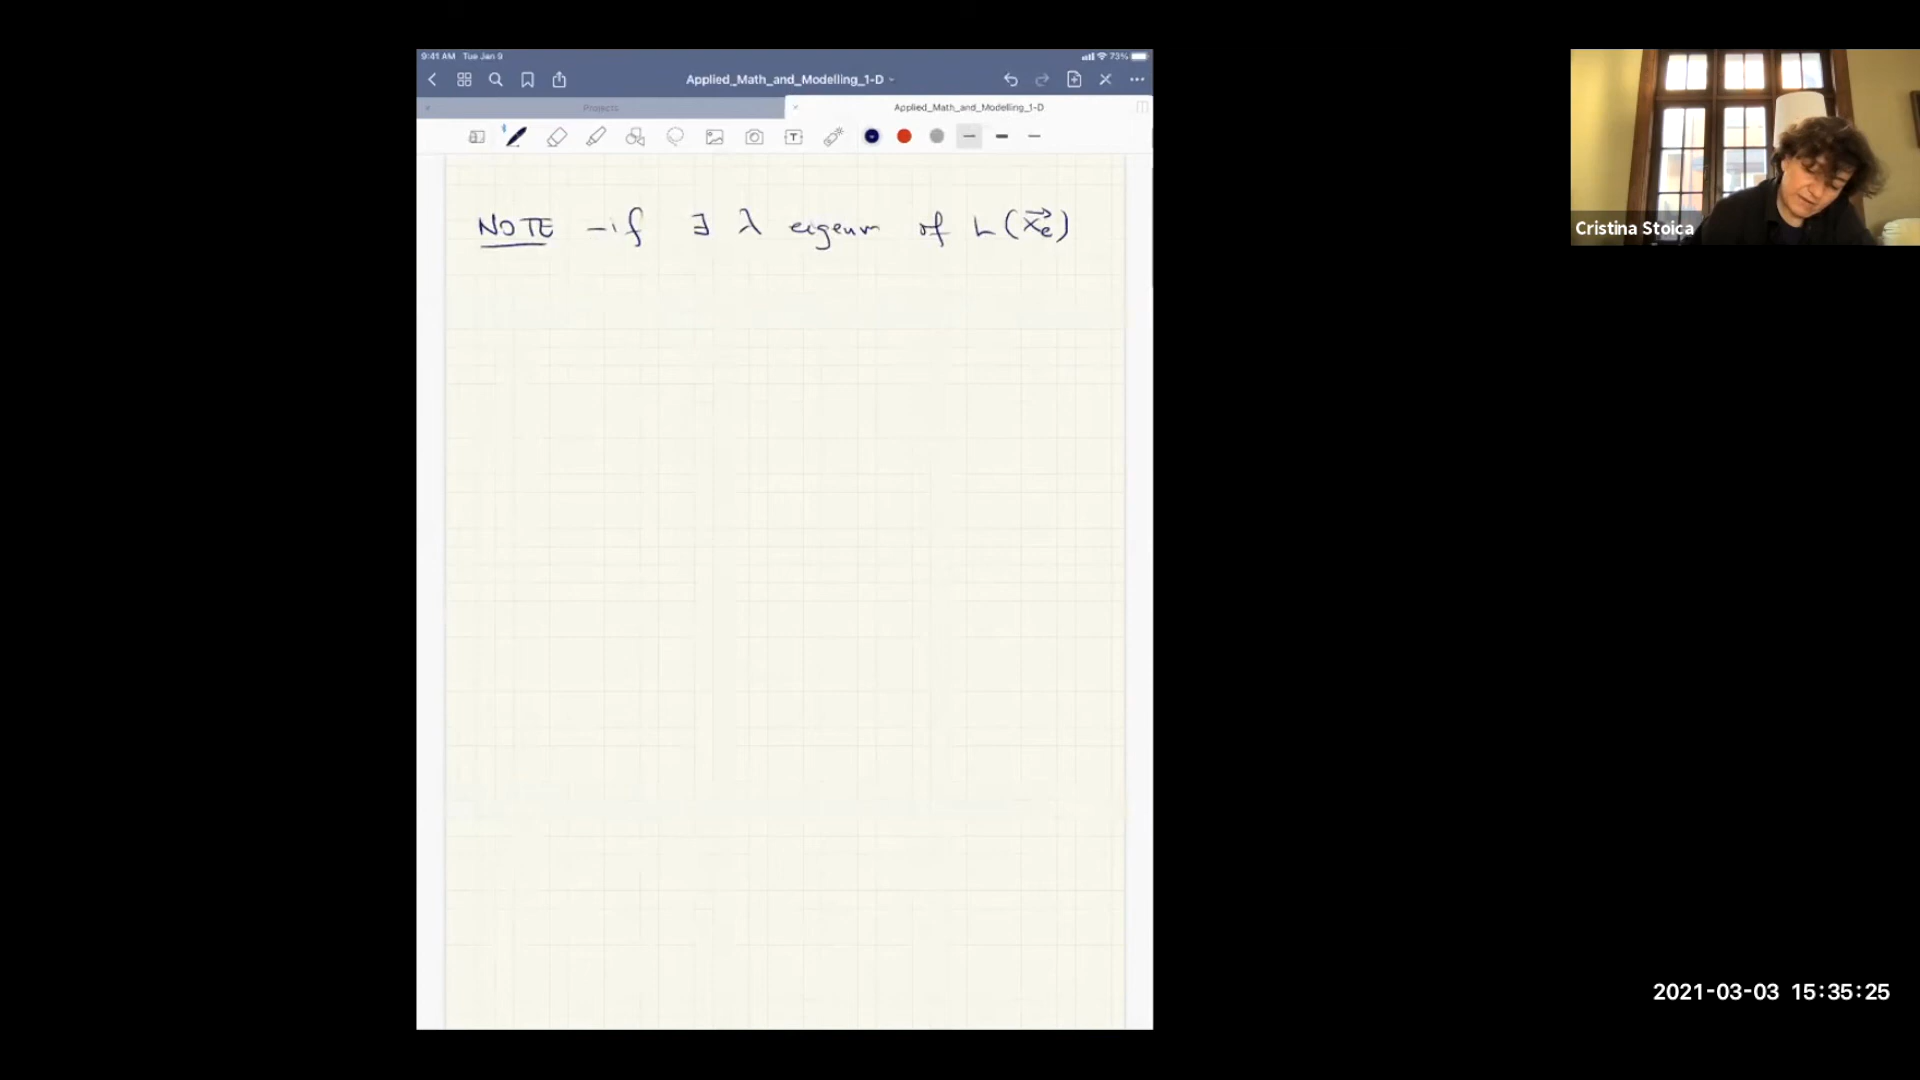 9:41 AM Tue Jan 9
73%
Applied_Math_and_Modelling_1-D
Projects
Applied_Math_and_Modelling_1-D
NOTE - if ∃ λ eigenv of L(x⃗e)
Cristina Stoica
2021-03-03 15:35:25